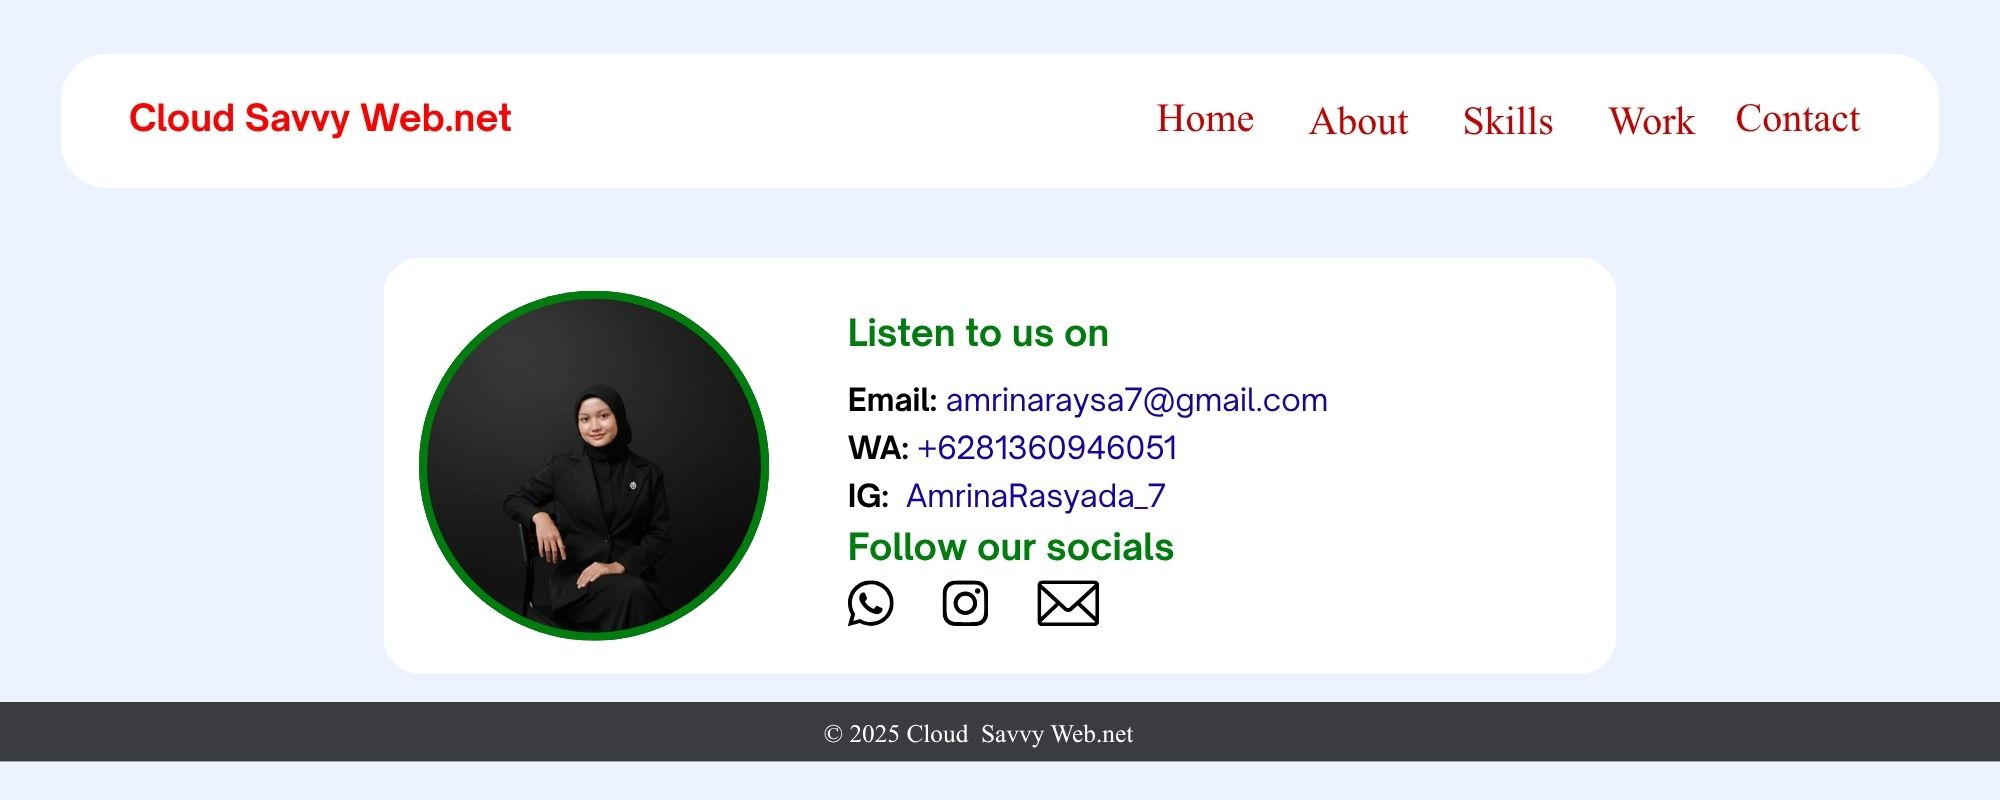 Cloud Savvy Web.net
Home About Skills Work Contact
Listen to us on
Email: amrinaraysa7@gmail.com
WA: +6281360946051
IG: AmrinaRasyada_7
Follow our socials
© 2025 Cloud Savvy Web.net